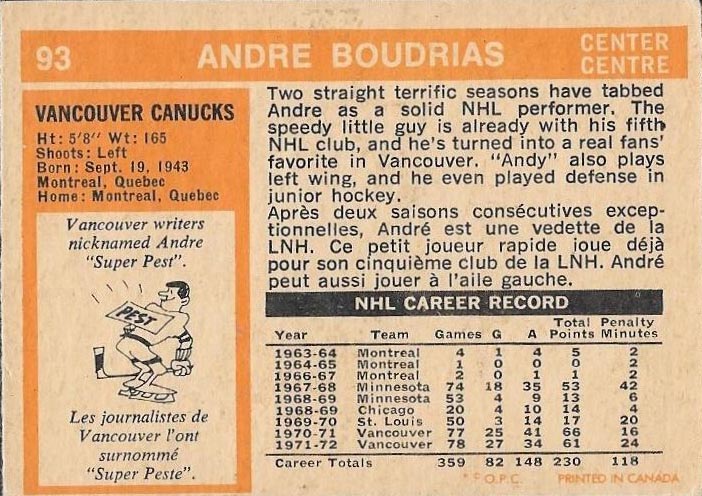 93 ANDRE BOUDRIAS CENTER
CENTRE
VANCOUVER CANUCKS
Ht: 5'8" Wt: 165
Shoots: Left
Born: Sept. 19, 1943
Montreal, Quebec
Home: Montreal, Quebec
Vancouver writers
nicknamed Andre
"Super Pest".
PEST
Les journalistes de
Vancouver l'ont
surnommé
"Super Peste".
Two straight terrific seasons have tabbed
Andre as a solid NHL performer. The
speedy little guy is already with his fifth
NHL club, and he's turned into a real fans'
favorite in Vancouver. "Andy" also plays
left wing, and he even played defense in
junior hockey.
Après deux saisons consécutives excep-
tionnelles, André est une vedette de la
LNH. Ce petit joueur rapide joue déjà
pour son cinquième club de la LNH. André
peut aussi jouer à l'aile gauche.
NHL CAREER RECORD
Total Penalty
Year Team Games G A Points Minutes
1963-64 Montreal 4 1 4 5 2
1964-65 Montreal 1 0 0 0 2
1966-67 Montreal 2 0 1 1 2
1967-68 Minnesota 74 18 35 53 42
1968-69 Minnesota 53 4 9 13 6
1968-69 Chicago 20 4 10 14 4
1969-70 St. Louis 50 3 14 17 20
1970-71 Vancouver 77 25 41 66 16
1971-72 Vancouver 78 27 34 61 24
Career Totals 359 82 148 230 118
* © O.P.C. PRINTED IN CANADA